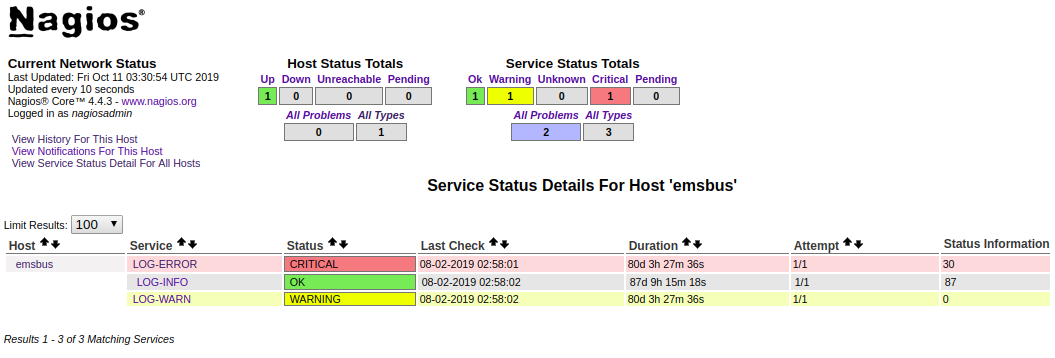 Nagios®
Current Network Status
Last Updated: Fri Oct 11 03:30:54 UTC 2019
Updated every 10 seconds
Nagios® Core™ 4.4.3 - www.nagios.org
Logged in as nagiosadmin
View History For This Host
View Notifications For This Host
View Service Status Detail For All Hosts
Host Status Totals
Up Down Unreachable Pending
1 0 0 0
All Problems All Types
0 1
Service Status Totals
Ok Warning Unknown Critical Pending
1 1 0 1 0
All Problems All Types
2 3
Service Status Details For Host 'emsbus'
Limit Results: 100
Host Service Status Last Check Duration Attempt Status Information
emsbus LOG-ERROR CRITICAL 08-02-2019 02:58:01 80d 3h 27m 36s 1/1 30
LOG-INFO OK 08-02-2019 02:58:02 87d 9h 15m 18s 1/1 87
LOG-WARN WARNING 08-02-2019 02:58:02 80d 3h 27m 36s 1/1 0
Results 1 - 3 of 3 Matching Services